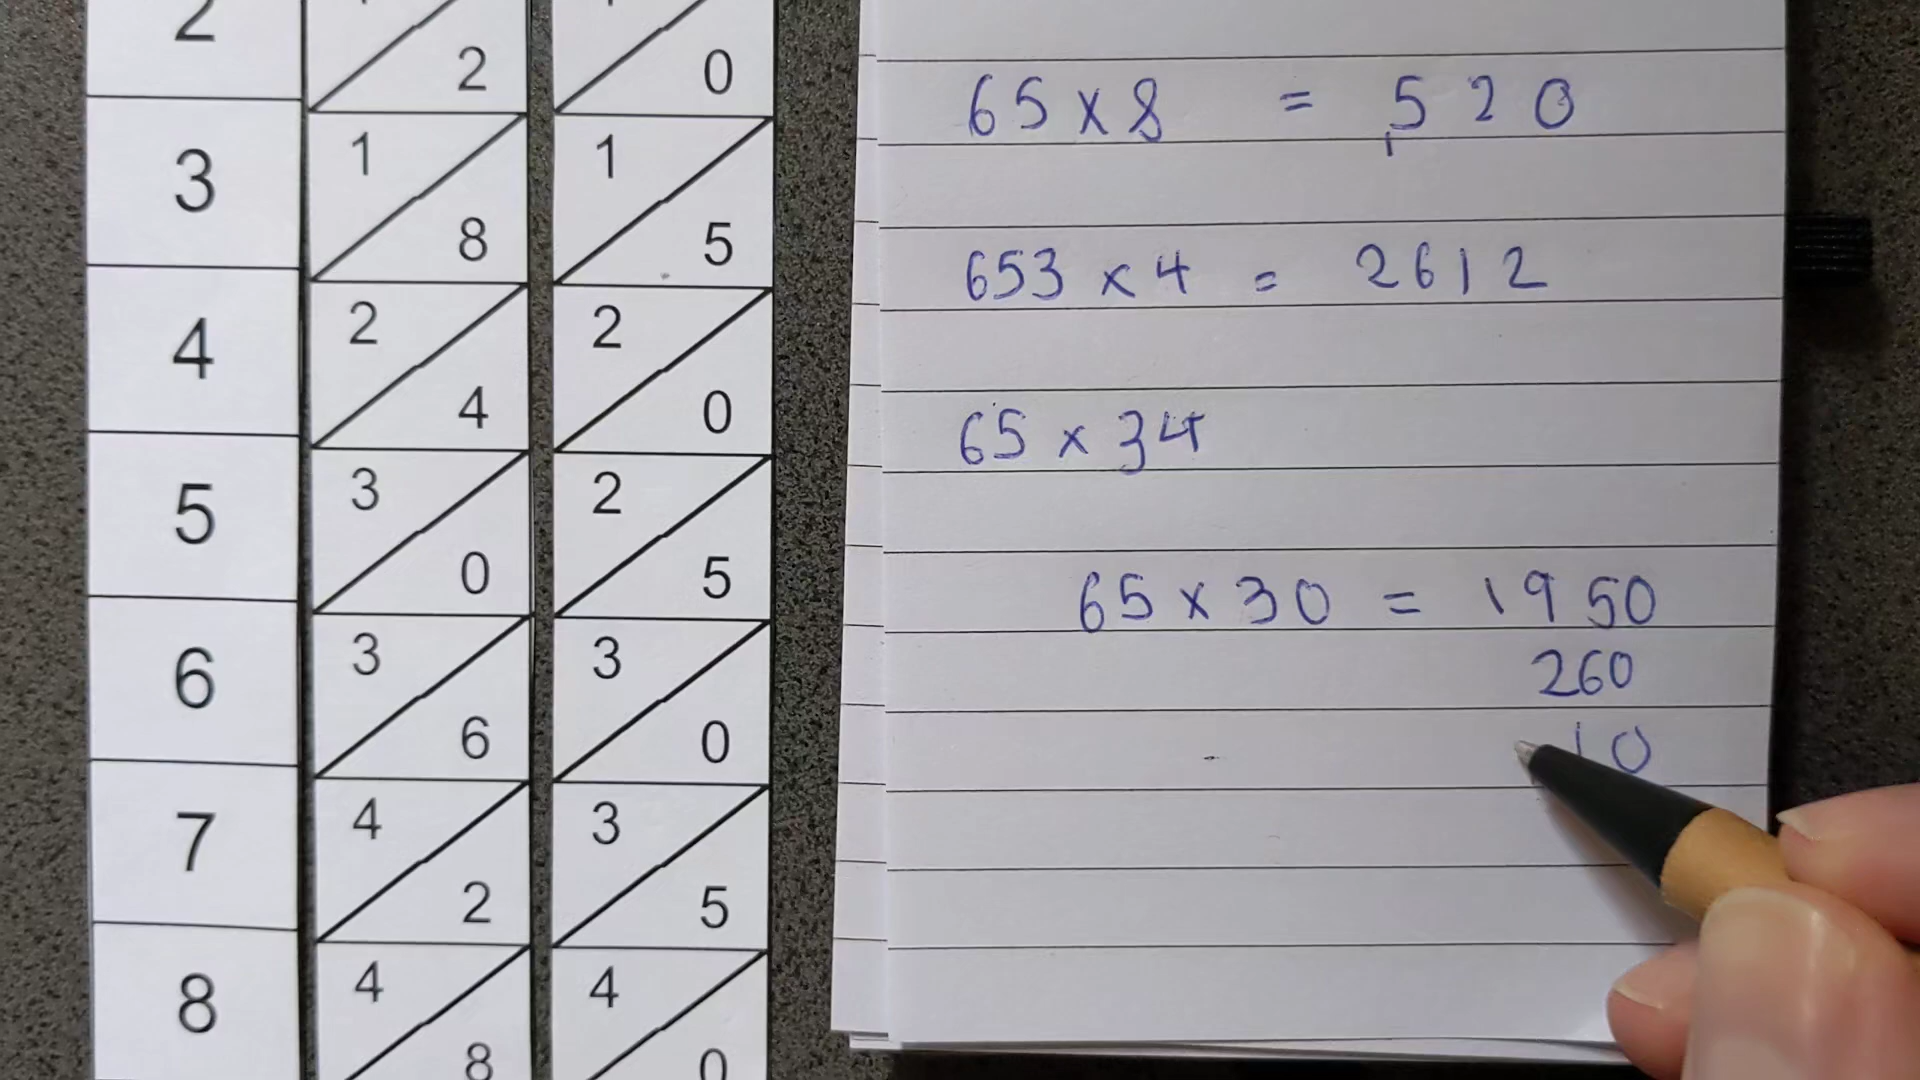 2 2 0
3 1 8 1 5
4 2 4 2 0
5 3 0 2 5
6 3 6 3 0
7 4 2 3 5
8 4 8 4 0
65 x 8 = 520
1
653 x 4 = 2612
65 x 34
65 x 30 = 1950
260
10